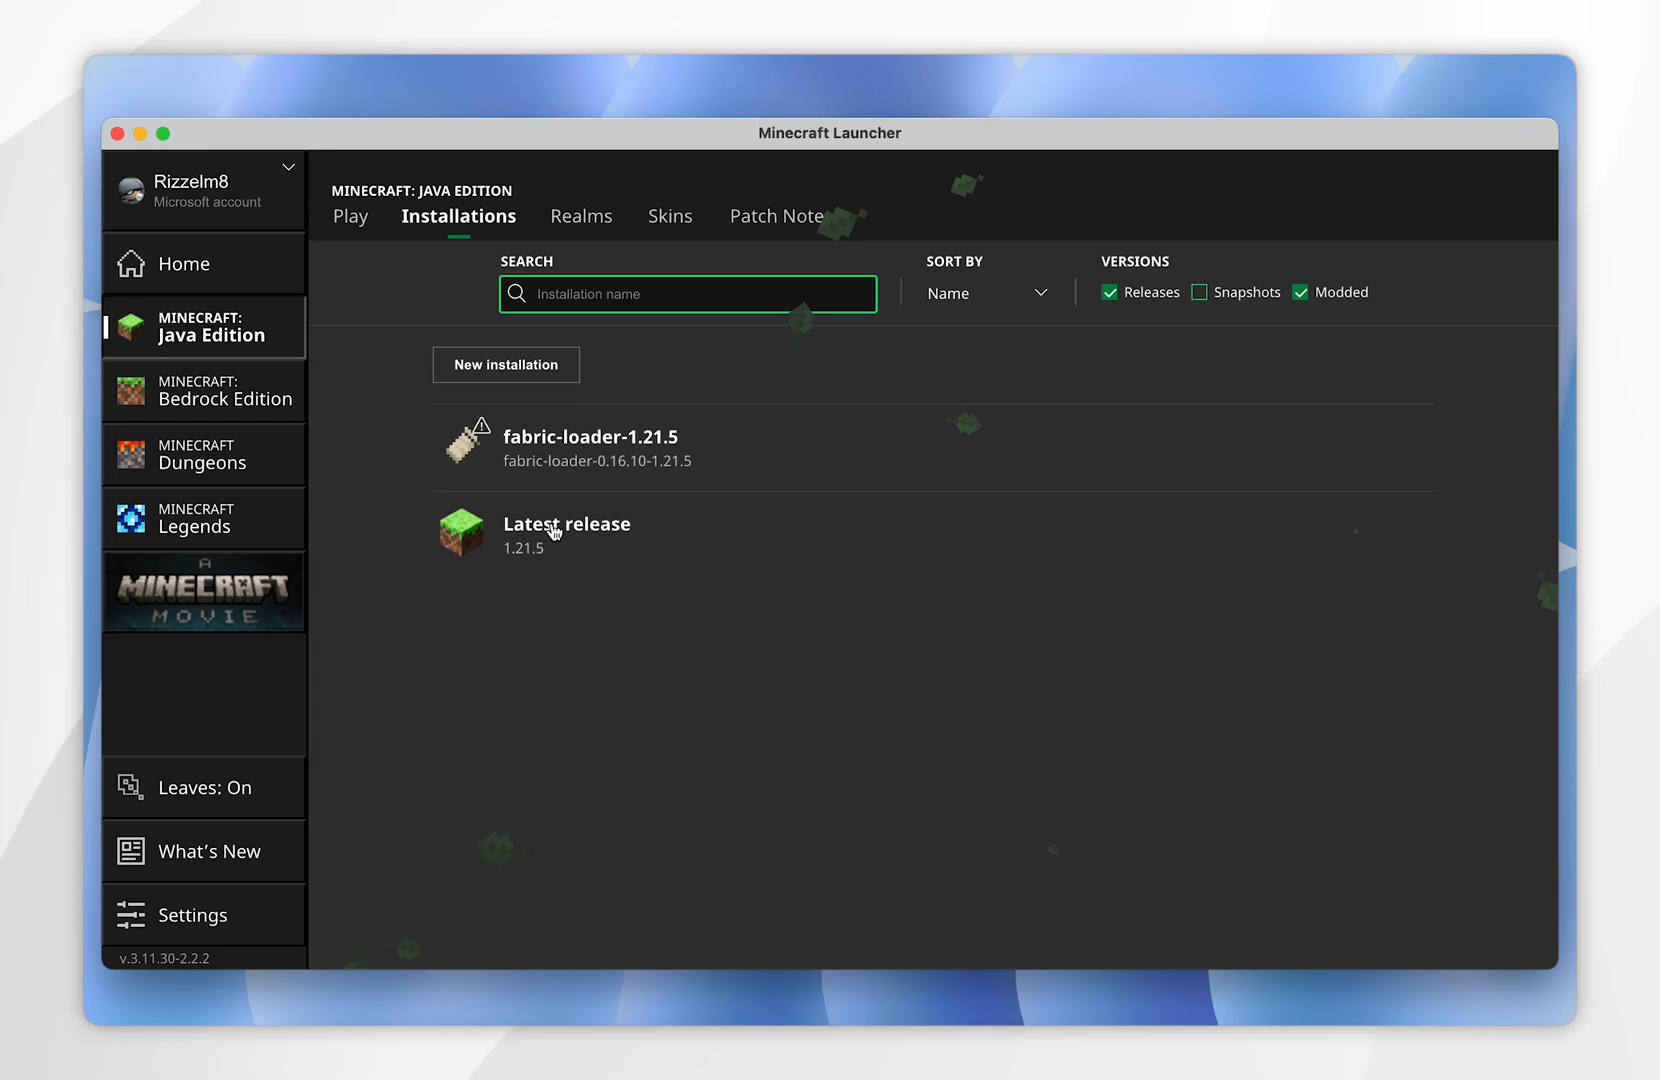 Minecraft Launcher
Rizzelm8
Microsoft account
Home
MINECRAFT:
Java Edition
MINECRAFT:
Bedrock Edition
MINECRAFT
Dungeons
MINECRAFT
Legends
A
MINECRAFT
MOVIE
Leaves: On
What's New
Settings
v.3.11.30-2.2.2
MINECRAFT: JAVA EDITION
Play Installations Realms Skins Patch Note
SEARCH
Installation name
SORT BY
Name
VERSIONS
Releases Snapshots Modded
New installation
fabric-loader-1.21.5
fabric-loader-0.16.10-1.21.5
Latest release
1.21.5